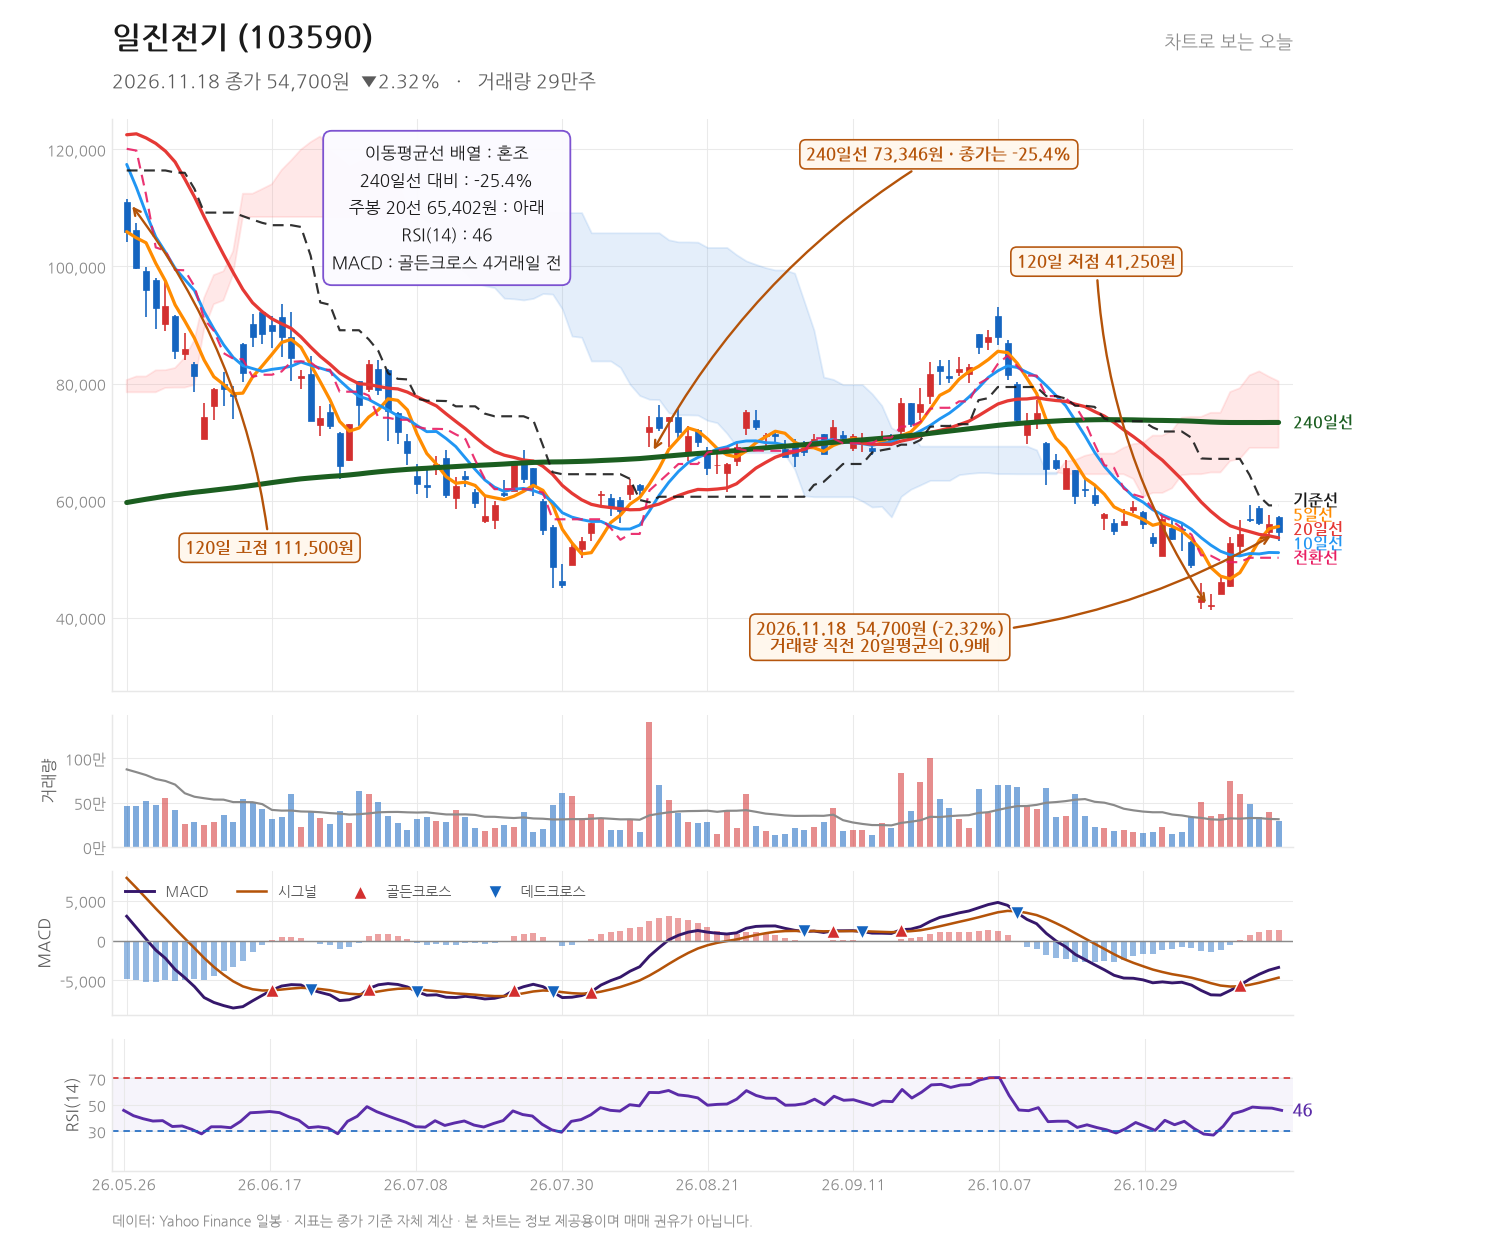 일진전기 (103590)
차트로 보는 오늘
2026.11.18 종가 54,700원 ▼2.32% · 거래량 29만주
이동평균선 배열 : 혼조
240일선 대비 : -25.4%
주봉 20선 65,402원 : 아래
RSI(14) : 46
MACD : 골든크로스 4거래일 전
240일선 73,346원 · 종가는 -25.4%
120일 저점 41,250원
120일 고점 111,500원
2026.11.18 54,700원 (-2.32%)
거래량 직전 20일평균의 0.9배
120,000
100,000
80,000
60,000
40,000
240일선
기준선
5일선
20일선
10일선
전환선
거래량
100만
50만
0만
MACD
MACD
시그널
골든크로스
데드크로스
5,000
0
-5,000
RSI(14)
70
50
30
46
26.05.26
26.06.17
26.07.08
26.07.30
26.08.21
26.09.11
26.10.07
26.10.29
데이터: Yahoo Finance 일봉 · 지표는 종가 기준 자체 계산 · 본 차트는 정보 제공용이며 매매 권유가 아닙니다.